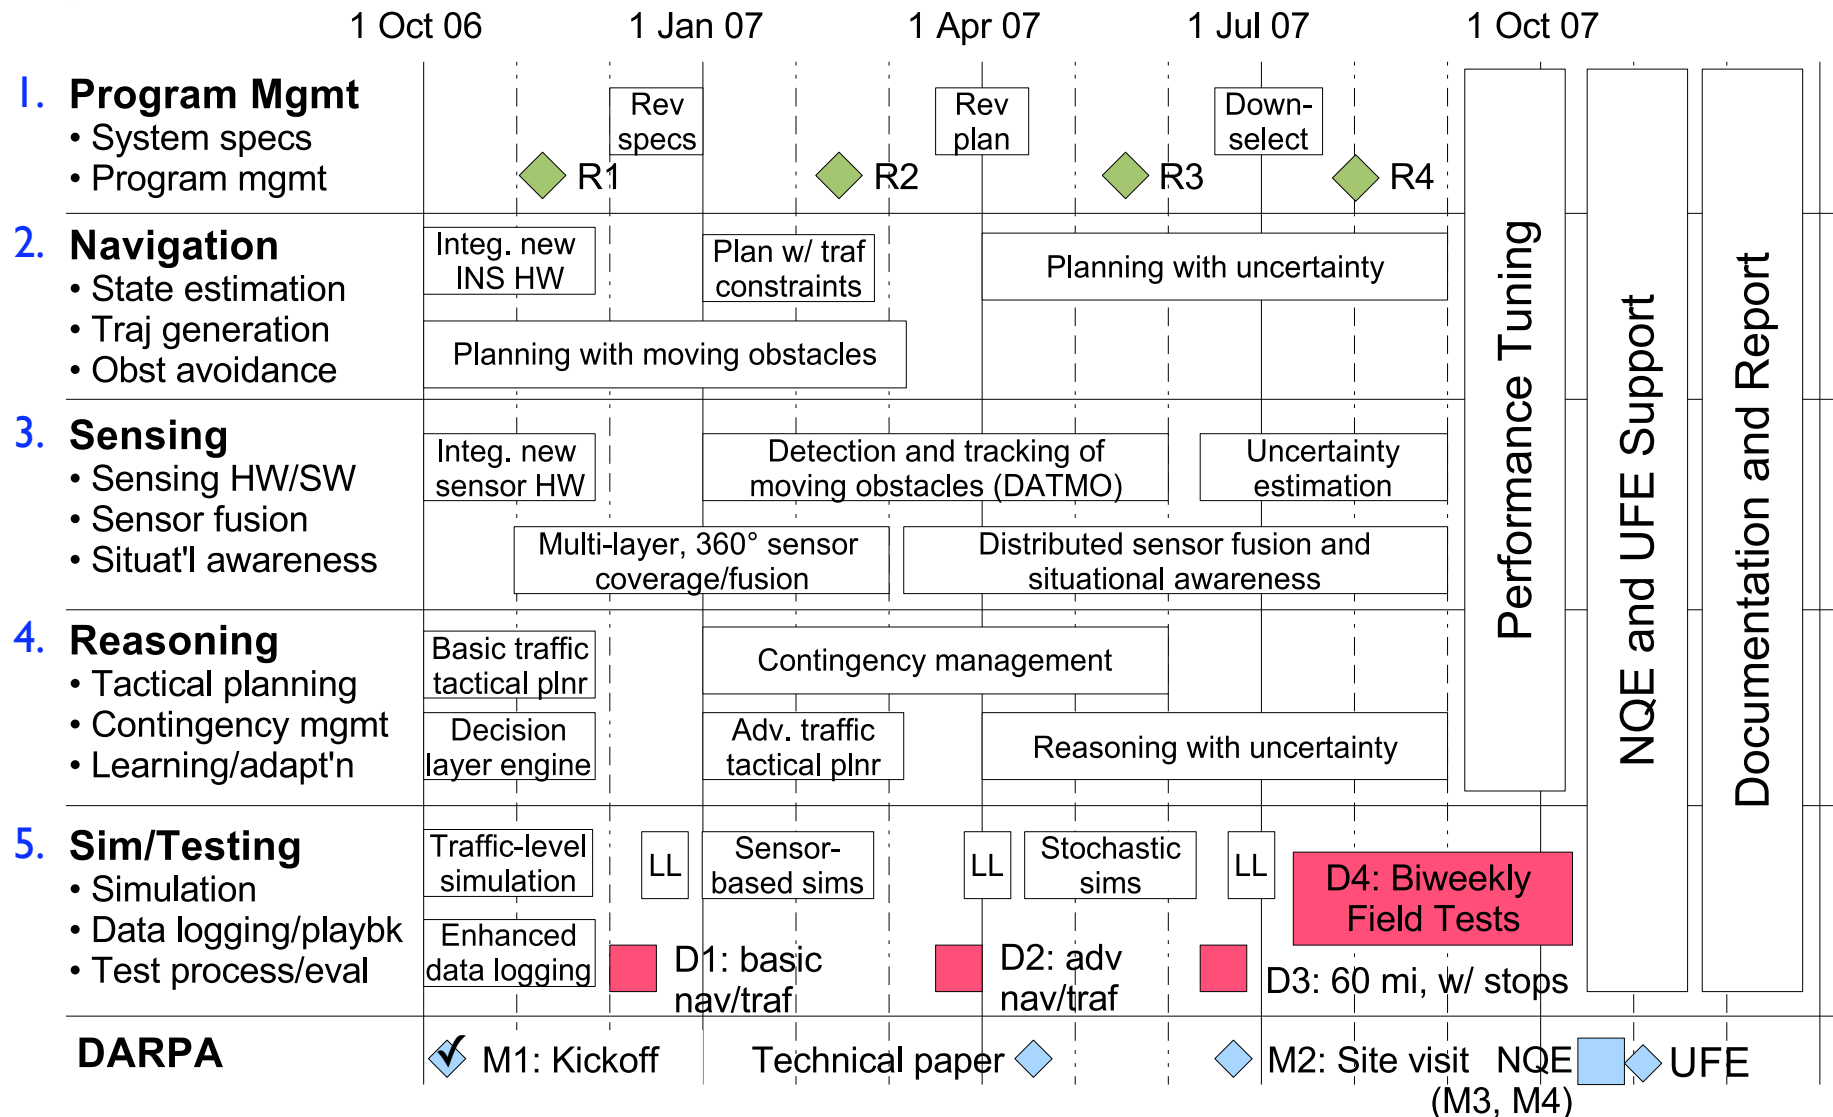 1 Oct 06 1 Jan 07 1 Apr 07 1 Jul 07 1 Oct 07
1. Program Mgmt
• System specs
• Program mgmt
Rev
specs
Rev
plan
Down-
select
R1 R2 R3 R4
2. Navigation
• State estimation
• Traj generation
• Obst avoidance
Integ. new
INS HW
Plan w/ traf
constraints
Planning with uncertainty
Planning with moving obstacles
3. Sensing
• Sensing HW/SW
• Sensor fusion
• Situat'l awareness
Integ. new
sensor HW
Detection and tracking of
moving obstacles (DATMO)
Uncertainty
estimation
Multi-layer, 360° sensor
coverage/fusion
Distributed sensor fusion and
situational awareness
4. Reasoning
• Tactical planning
• Contingency mgmt
• Learning/adapt'n
Basic traffic
tactical plnr
Contingency management
Decision
layer engine
Adv. traffic
tactical plnr
Reasoning with uncertainty
5. Sim/Testing
• Simulation
• Data logging/playbk
• Test process/eval
Traffic-level
simulation
LL
Sensor-
based sims
LL
Stochastic
sims
LL
D4: Biweekly
Field Tests
Enhanced
data logging
D1: basic
nav/traf
D2: adv
nav/traf
D3: 60 mi, w/ stops
Performance Tuning
NQE and UFE Support
Documentation and Report
DARPA
M1: Kickoff
Technical paper
M2: Site visit
NQE
(M3, M4)
UFE